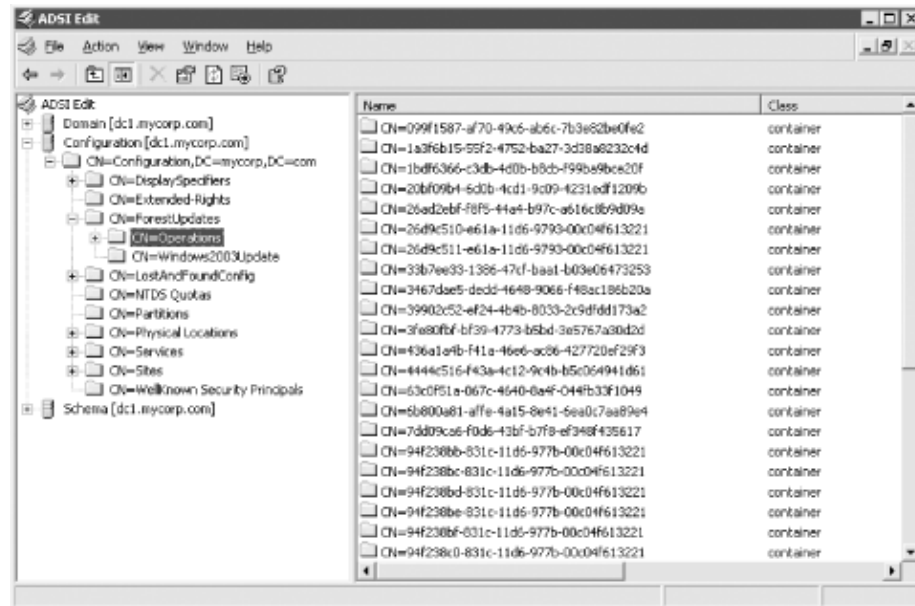 ADSI Edit
File Action View Window Help
ADSI Edit
Domain [dc1.mycorp.com]
Configuration [dc1.mycorp.com]
CN=Configuration,DC=mycorp,DC=com
CN=DisplaySpecifiers
CN=Extended-Rights
CN=ForestUpdates
CN=Operations
CN=Windows2003Update
CN=LostAndFoundConfig
CN=NTDS Quotas
CN=Partitions
CN=Physical Locations
CN=Services
CN=Sites
CN=WellKnown Security Principals
Schema [dc1.mycorp.com]
Name Class
CN=099f1587-af70-49c6-ab6c-7b3e82be0fe2 container
CN=1a3f6b15-55f2-4752-ba27-3d38a8232c4d container
CN=1bdf6366-c3db-4d0b-b8cb-f99ba9bce20f container
CN=20bf09b4-6d0b-4cd1-9c09-4231edf1209b container
CN=26ad2ebf-f8f5-44a4-b97c-a616c8b9d09a container
CN=26d9c510-e61a-11d6-9793-00c04f613221 container
CN=26d9c511-e61a-11d6-9793-00c04f613221 container
CN=33b7ee33-1386-47cf-baa1-b03e06473253 container
CN=3467dae5-dedd-4648-9066-f48ac186b20a container
CN=39902c52-ef24-4b4b-8033-2c9dfdd173a2 container
CN=3fe80fbf-bf39-4773-b5bd-3e5767a30d2d container
CN=436a1a4b-f41a-46e6-ac86-427720ef29f3 container
CN=4444c516-f43a-4c12-9c4b-b5c064941d61 container
CN=63c0f51a-067c-4640-8a4f-044fb33f1049 container
CN=6b800a81-affe-4a15-8e41-6ea0c7aa89e4 container
CN=7dd09ca6-f0d6-43bf-b7f8-ef348f435617 container
CN=94f238bb-831c-11d6-977b-00c04f613221 container
CN=94f238bc-831c-11d6-977b-00c04f613221 container
CN=94f238bd-831c-11d6-977b-00c04f613221 container
CN=94f238be-831c-11d6-977b-00c04f613221 container
CN=94f238bf-831c-11d6-977b-00c04f613221 container
CN=94f238c0-831c-11d6-977b-00c04f613221 container